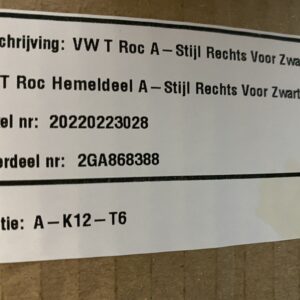 chrijving: VW T Roc A-Stijl Rechts Voor Zwa
T Roc Hemeldeel A-Stijl Rechts Voor Zwart
el nr: 20220223028
erdeel nr: 2GA868388
tie: A-K12-T6